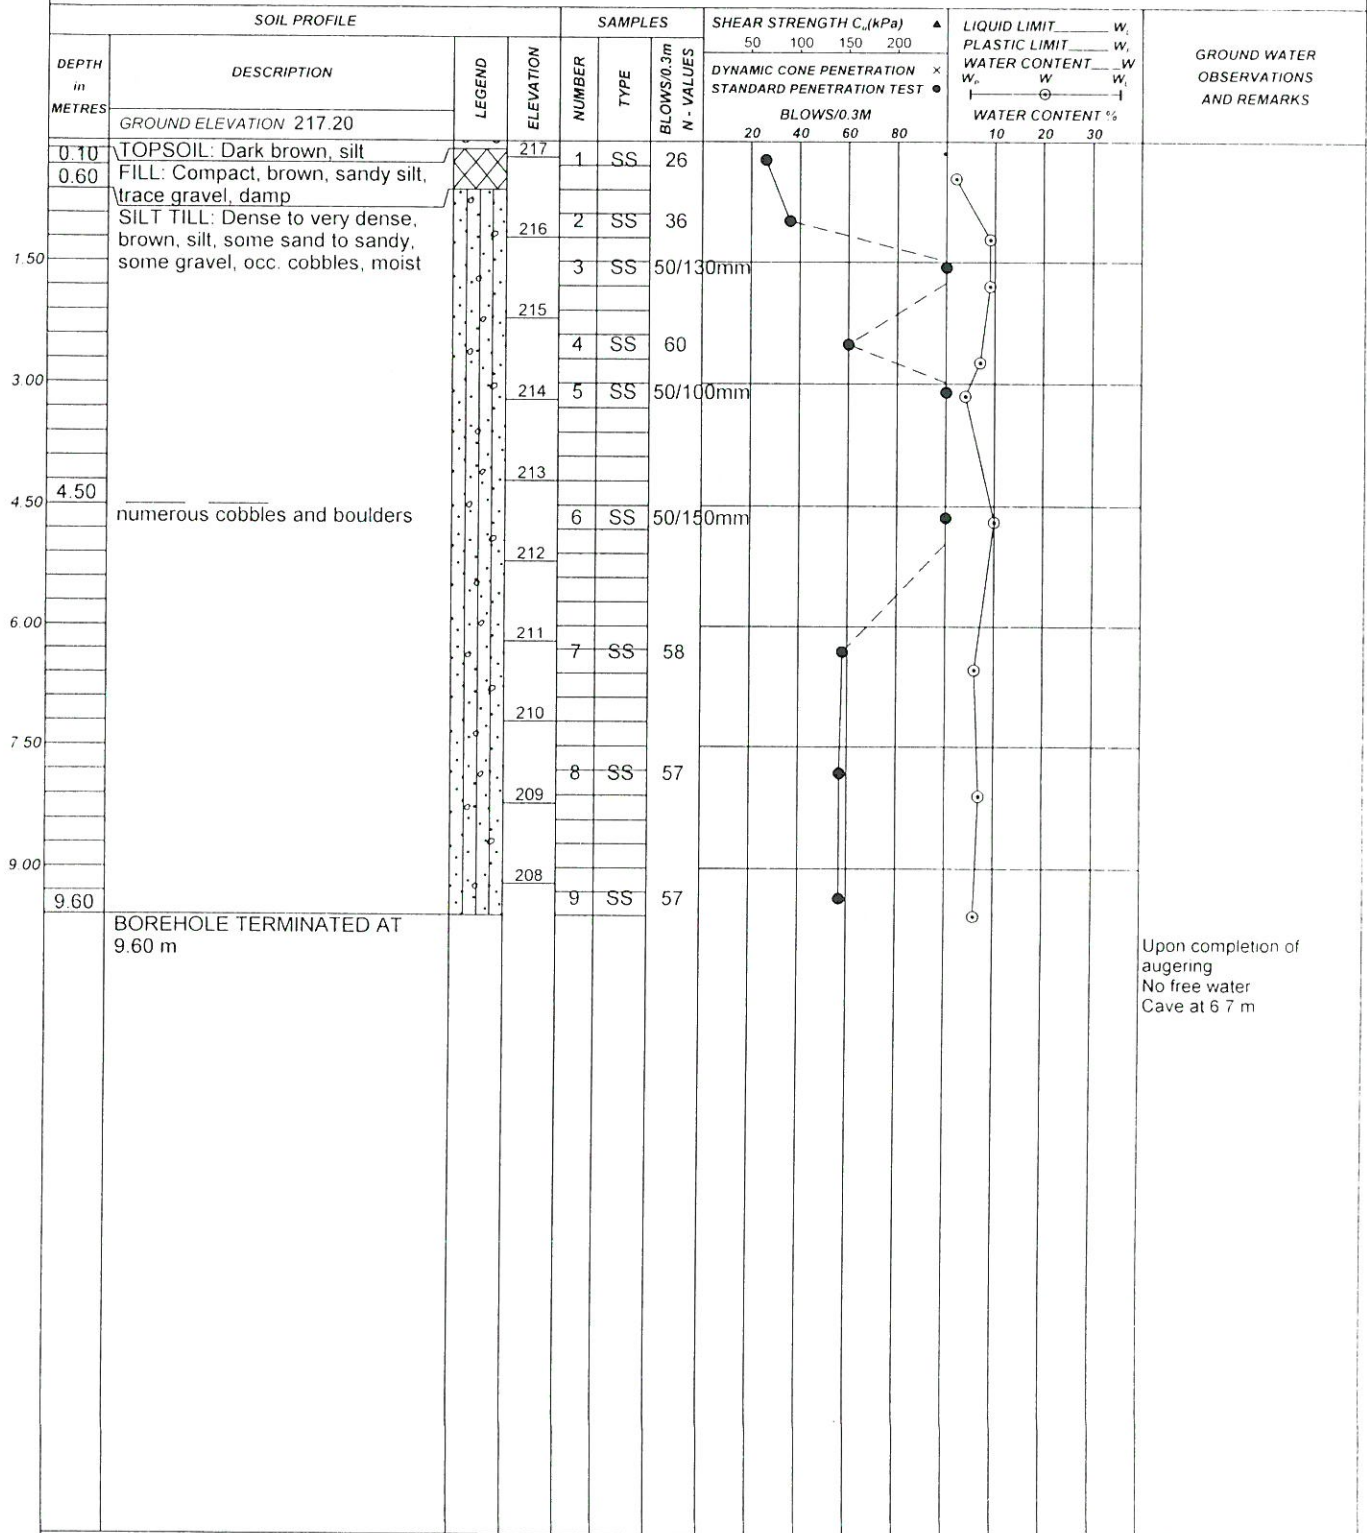 SOIL PROFILE
SAMPLES
SHEAR STRENGTH Cu(kPa) ▲
50 100 150 200
DYNAMIC CONE PENETRATION ×
STANDARD PENETRATION TEST ●
BLOWS/0.3M
20 40 60 80
LIQUID LIMIT______ WL
PLASTIC LIMIT______ W
WATER CONTENT____W
WP W WL
WATER CONTENT %
10 20 30
GROUND WATER
OBSERVATIONS
AND REMARKS
DEPTH
in
METRES
DESCRIPTION
LEGEND
ELEVATION
NUMBER
TYPE
BLOWS/0.3m
N - VALUES
GROUND ELEVATION 217.20
0.10 TOPSOIL: Dark brown, silt
0.60 FILL: Compact, brown, sandy silt,
trace gravel, damp
SILT TILL: Dense to very dense,
brown, silt, some sand to sandy,
some gravel, occ. cobbles, moist
1.50
3 00
4.50
4.50
numerous cobbles and boulders
6 00
7 50
9 00
9.60
BOREHOLE TERMINATED AT
9.60 m
217
216
215
214
213
212
211
210
209
208
1 SS 26
2 SS 36
3 SS 50/130mm
4 SS 60
5 SS 50/100mm
6 SS 50/150mm
7 SS 58
8 SS 57
9 SS 57
Upon completion of
augering
No free water
Cave at 6 7 m